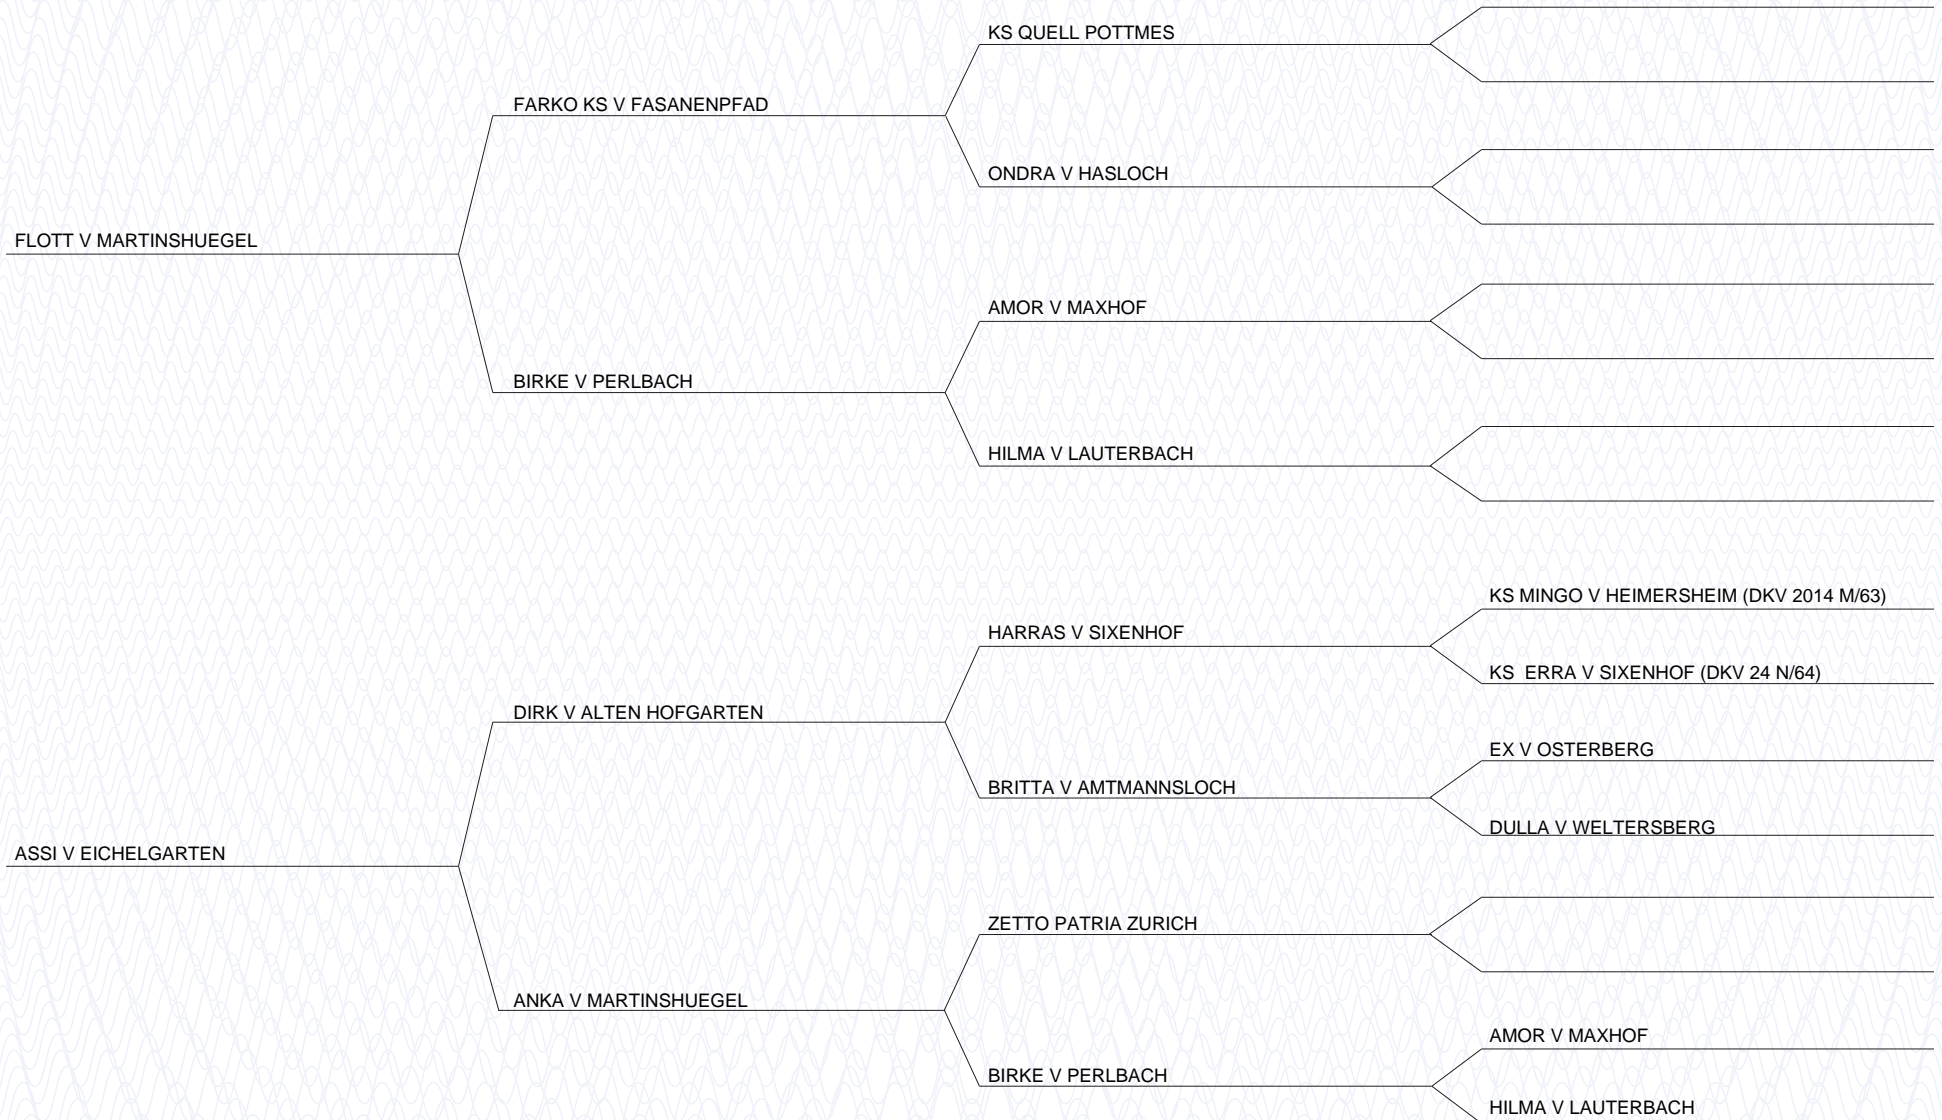 KS QUELL POTTMES
FARKO KS V FASANENPFAD
ONDRA V HASLOCH
FLOTT V MARTINSHUEGEL
AMOR V MAXHOF
BIRKE V PERLBACH
HILMA V LAUTERBACH
KS MINGO V HEIMERSHEIM (DKV 2014 M/63)
HARRAS V SIXENHOF
KS  ERRA V SIXENHOF (DKV 24 N/64)
DIRK V ALTEN HOFGARTEN
EX V OSTERBERG
BRITTA V AMTMANNSLOCH
DULLA V WELTERSBERG
ASSI V EICHELGARTEN
ZETTO PATRIA ZURICH
ANKA V MARTINSHUEGEL
AMOR V MAXHOF
BIRKE V PERLBACH
HILMA V LAUTERBACH